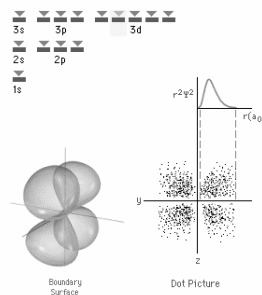 3s 3p 3d
2s 2p
1s
r²Ψ²
r(a₀
y
z
Boundary
Surface
Dot Picture